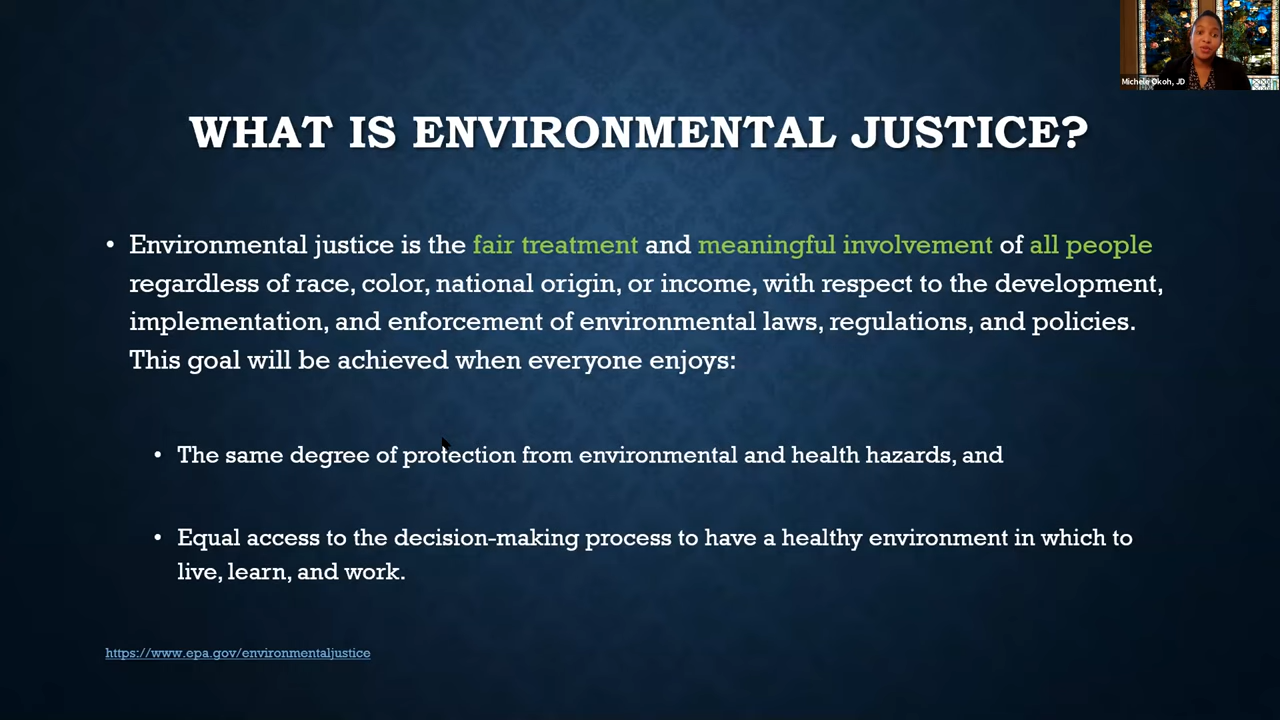 Michele Okoh, JD
WHAT IS ENVIRONMENTAL JUSTICE?
• Environmental justice is the fair treatment and meaningful involvement of all people
regardless of race, color, national origin, or income, with respect to the development,
implementation, and enforcement of environmental laws, regulations, and policies.
This goal will be achieved when everyone enjoys:
• The same degree of protection from environmental and health hazards, and
• Equal access to the decision-making process to have a healthy environment in which to
live, learn, and work.
https://www.epa.gov/environmentaljustice